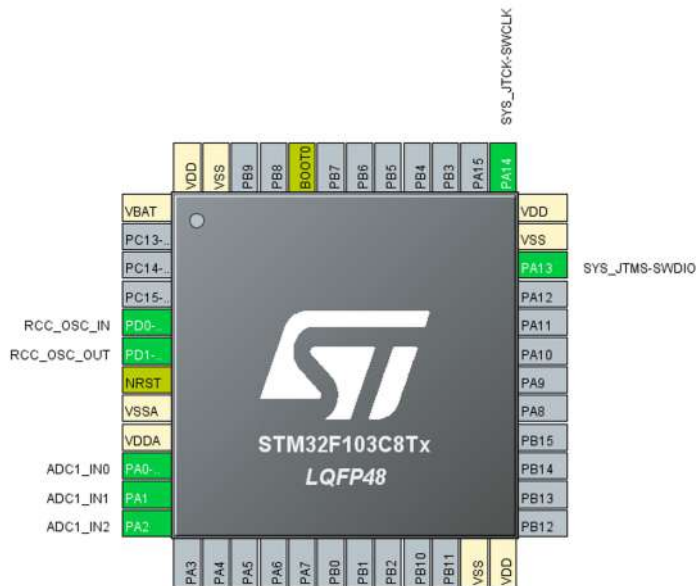 SYS_JTCK-SWCLK
VDD
VSS
PB9
PB8
BOOT0
PB7
PB6
PB5
PB4
PB3
PA15
PA14
VBAT
PC13-..
PC14-..
PC15-..
RCC_OSC_IN PD0-..
RCC_OSC_OUT PD1-..
NRST
VSSA
VDDA
ADC1_IN0 PA0-..
ADC1_IN1 PA1
ADC1_IN2 PA2
ST
STM32F103C8Tx
LQFP48
VDD
VSS
PA13 SYS_JTMS-SWDIO
PA12
PA11
PA10
PA9
PA8
PB15
PB14
PB13
PB12
PA3
PA4
PA5
PA6
PA7
PB0
PB1
PB2
PB10
PB11
VSS
VDD